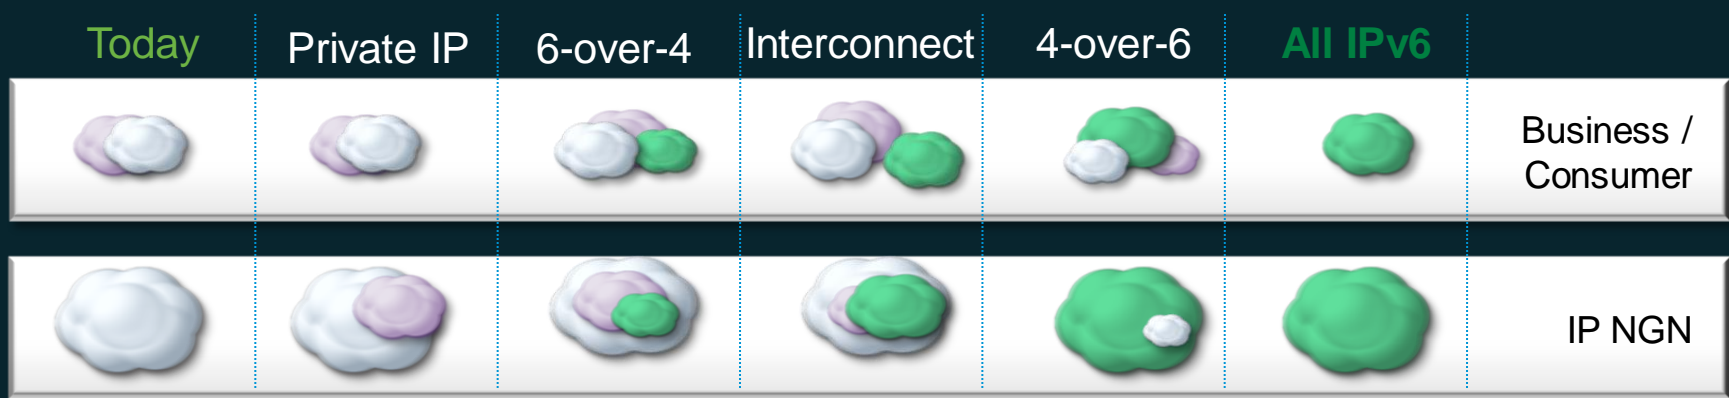 Today
Private IP
6-over-4
Interconnect
4-over-6
All IPv6
Business /
Consumer
IP NGN